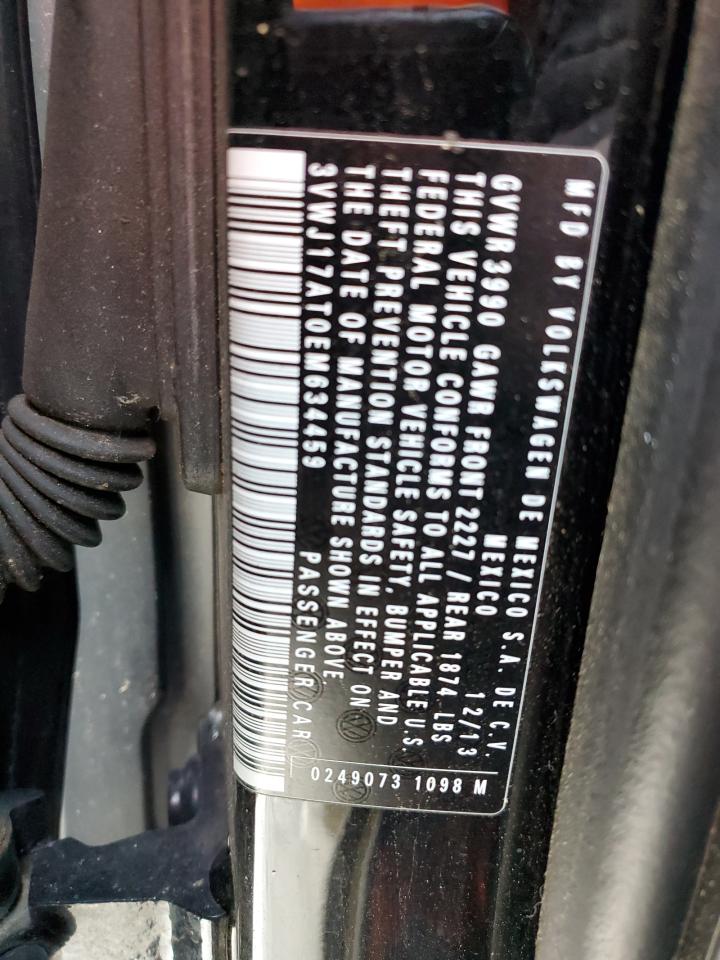 MFD BY VOLKSWAGEN DE MEXICO S.A. DE C.V.
MEXICO 12/13
GVWR 3990 GAWR FRONT 2227 / REAR 1874 LBS
THIS VEHICLE CONFORMS TO ALL APPLICABLE U.S.
FEDERAL MOTOR VEHICLE SAFETY, BUMPER AND
THEFT PREVENTION STANDARDS IN EFFECT ON
THE DATE OF MANUFACTURE SHOWN ABOVE
3VWJ17AT0EM634459 PASSENGER CAR
0249073 1098 M